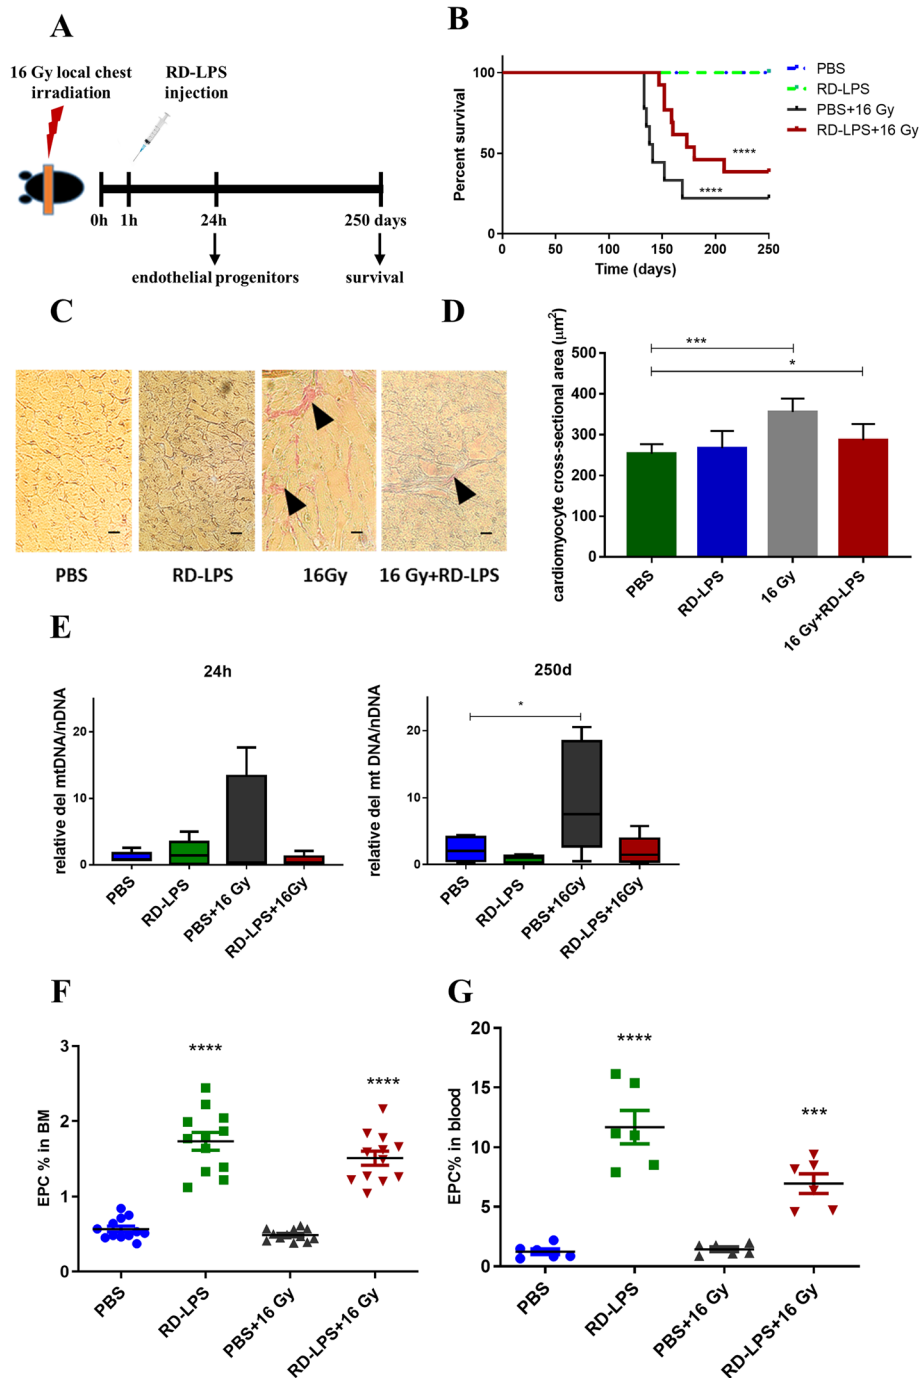 A
16 Gy local chest
irradiation
RD-LPS
injection
0h 1h 24h 250 days
endothelial progenitors survival
B
Percent survival
100
50
0
0 50 100 150 200 250
Time (days)
PBS
RD-LPS
PBS+16 Gy
RD-LPS+16 Gy
****
****
C
PBS RD-LPS 16Gy 16 Gy+RD-LPS
D
cardiomyocyte cross-sectional area (µm²)
500
400
300
200
100
0
***
*
PBS
RD-LPS
16 Gy
16 Gy+RD-LPS
E
24h
relative del mtDNA/nDNA
20
10
0
PBS
RD-LPS
PBS+16 Gy
RD-LPS+16Gy
250d
relative del mt DNA/nDNA
20
10
0
*
PBS
RD-LPS
PBS+16Gy
RD-LPS+16Gy
F
EPC % in BM
3
2
1
0
****
****
PBS
RD-LPS
PBS+16 Gy
RD-LPS+16 Gy
G
EPC% in blood
20
15
10
5
0
****
***
PBS
RD-LPS
PBS+16 Gy
RD-LPS+16 Gy